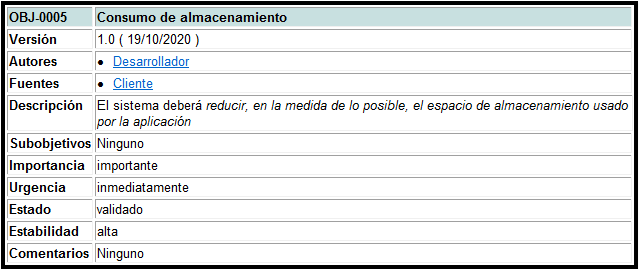 OBJ-0005 Consumo de almacenamiento
Versión 1.0 ( 19/10/2020 )
Autores • Desarrollador
Fuentes • Cliente
Descripción El sistema deberá reducir, en la medida de lo posible, el espacio de almacenamiento usado
por la aplicación
Subobjetivos Ninguno
Importancia importante
Urgencia inmediatamente
Estado validado
Estabilidad alta
Comentarios Ninguno